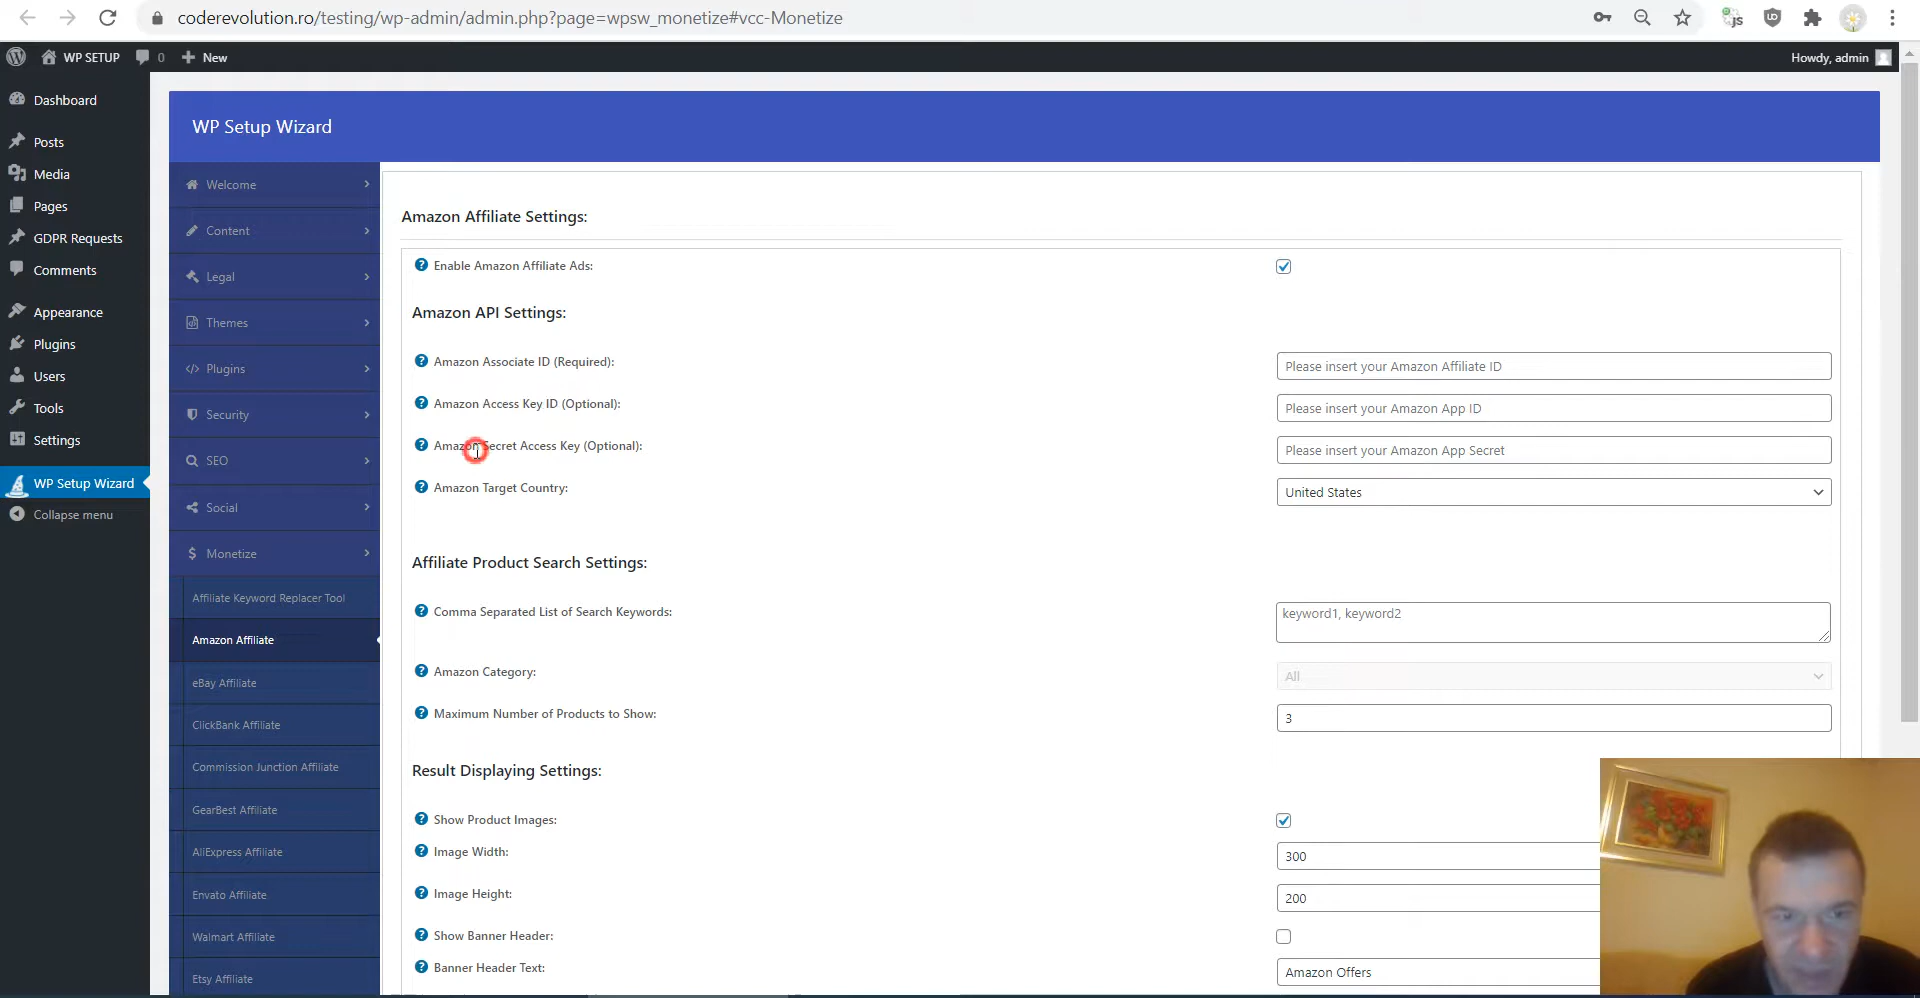 coderevolution.ro/testing/wp-admin/admin.php?page=wpsw_monetize#vcc-Monetize
WP SETUP
0
New
Howdy, admin
Dashboard
Posts
Media
Pages
GDPR Requests
Comments
Appearance
Plugins
Users
Tools
Settings
WP Setup Wizard
Collapse menu
WP Setup Wizard
Welcome
Content
Legal
Themes
Plugins
Security
SEO
Social
Monetize
Affiliate Keyword Replacer Tool
Amazon Affiliate
eBay Affiliate
ClickBank Affiliate
Commission Junction Affiliate
GearBest Affiliate
AliExpress Affiliate
Envato Affiliate
Walmart Affiliate
Etsy Affiliate
Amazon Affiliate Settings:
Enable Amazon Affiliate Ads:
Amazon API Settings:
Amazon Associate ID (Required):
Please insert your Amazon Affiliate ID
Amazon Access Key ID (Optional):
Please insert your Amazon App ID
Amazon Secret Access Key (Optional):
Please insert your Amazon App Secret
Amazon Target Country:
United States
Affiliate Product Search Settings:
Comma Separated List of Search Keywords:
keyword1, keyword2
Amazon Category:
All
Maximum Number of Products to Show:
3
Result Displaying Settings:
Show Product Images:
Image Width:
300
Image Height:
200
Show Banner Header:
Banner Header Text:
Amazon Offers